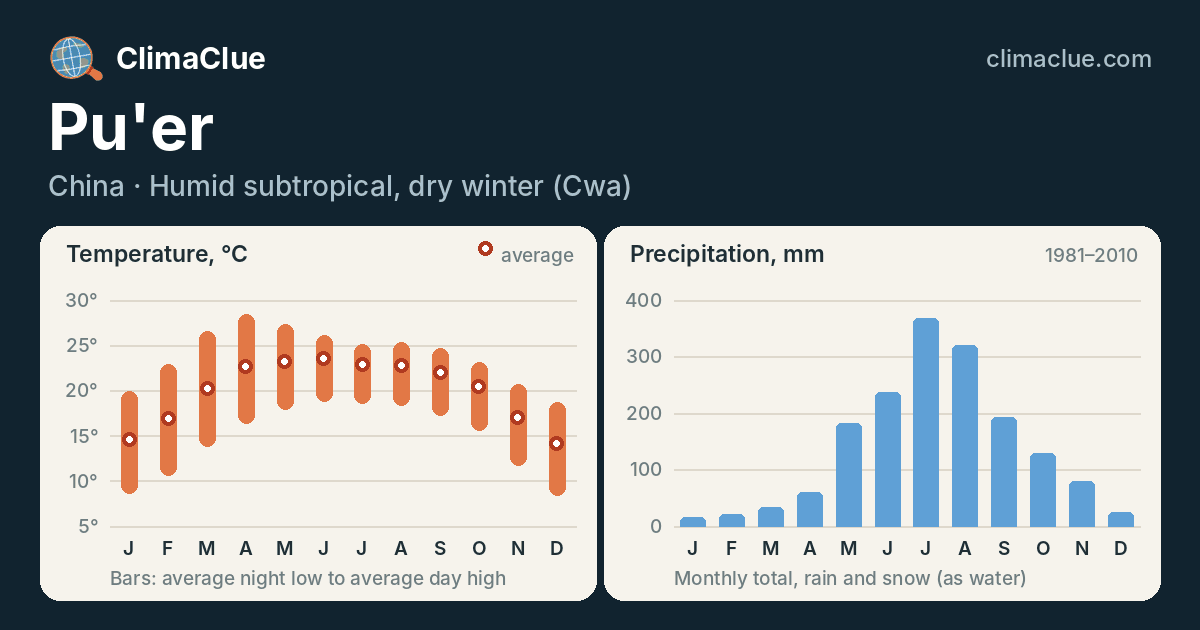 ClimaClue
climaclue.com
Pu'er
China · Humid subtropical, dry winter (Cwa)
Temperature, °C
average
30°
25°
20°
15°
10°
5°
J F M A M J J A S O N D
Bars: average night low to average day high
Precipitation, mm
1981–2010
400
300
200
100
0
J F M A M J J A S O N D
Monthly total, rain and snow (as water)